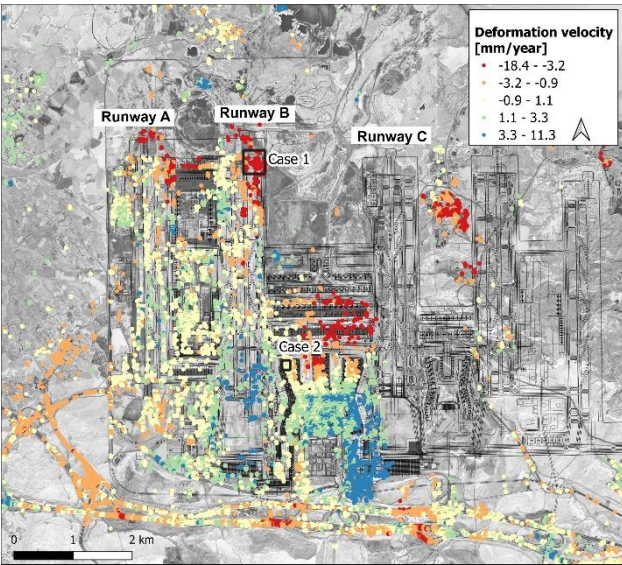 Deformation velocity
[mm/year]
-18.4 - -3.2
-3.2 - -0.9
-0.9 - 1.1
1.1 - 3.3
3.3 - 11.3
Runway A
Runway B
Runway C
Case 1
Case 2
0 1 2 km